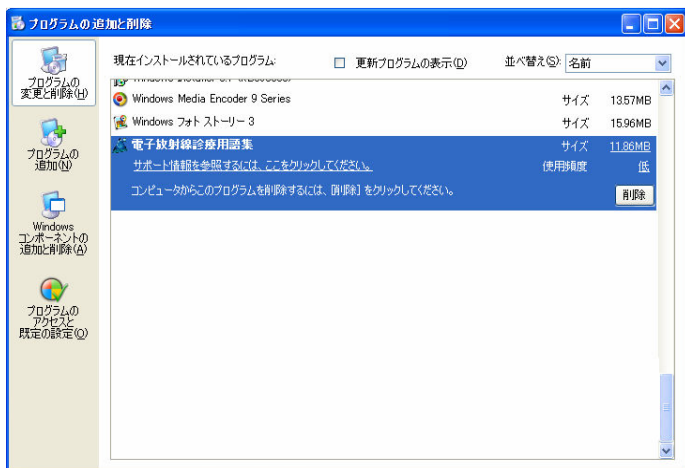 プログラムの追加と削除
プログラムの
変更と削除(H)
プログラムの
追加(N)
Windows
コンポーネントの
追加と削除(A)
プログラムの
アクセスと
既定の設定(O)
現在インストールされているプログラム:
更新プログラムの表示(D)
並べ替え(S): 名前
Windows Media Encoder 9 Series サイズ 13.57MB
Windows フォト ストーリー 3 サイズ 15.96MB
電子放射線診療用語集 サイズ 11.86MB
サポート情報を参照するには、ここをクリックしてください。 使用頻度 低
コンピュータからこのプログラムを削除するには、[削除] をクリックしてください。 削除